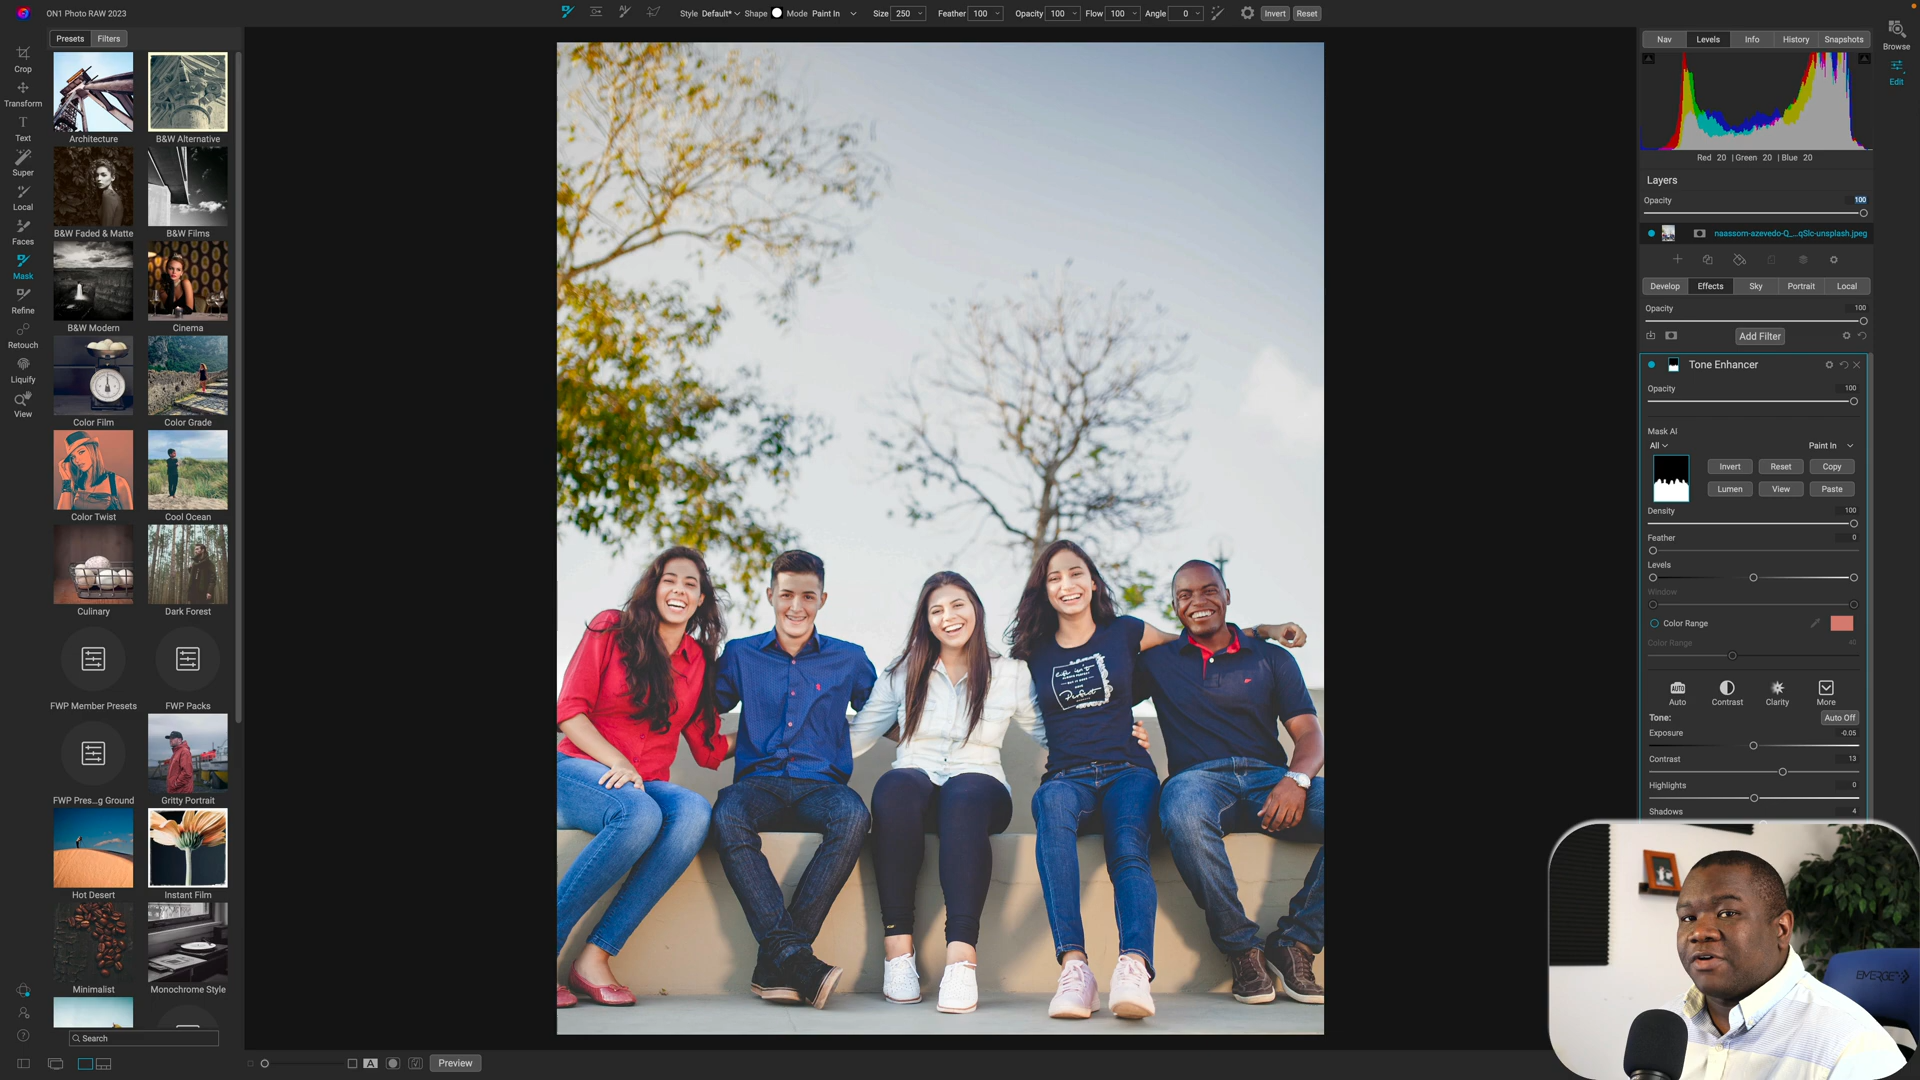 ON1 Photo RAW 2023
Style Default* Shape Mode Paint In Size 250 Feather 100 Opacity 100 Flow 100 Angle 0 Invert Reset
Presets Filters
Crop
Transform
Text
Super
Local
Faces
Mask
Refine
Retouch
Liquify
View
Architecture B&W Alternative
B&W Faded & Matte B&W Films
B&W Modern Cinema
Color Film Color Grade
Color Twist Cool Ocean
Culinary Dark Forest
FWP Member Presets FWP Packs
FWP Pres...g Ground Gritty Portrait
Hot Desert Instant Film
Minimalist Monochrome Style
Search
A
Preview
Perfect
Nav Levels Info History Snapshots
Browse
Edit
Red 20 | Green 20 | Blue 20
Layers
Opacity 100
naassom-azevedo-Q_...qSlc-unsplash.jpeg
Develop Effects Sky Portrait Local
Opacity 100
Add Filter
Tone Enhancer
Opacity 100
Mask AI
All Paint In
Invert Reset Copy
Lumen View Paste
Density 100
Feather 0
Levels
Window
Color Range
Color Range 40
AUTO
Auto Contrast Clarity More
Tone: Auto Off
Exposure -0.05
Contrast 13
Highlights 0
Shadows 4
EMERGE